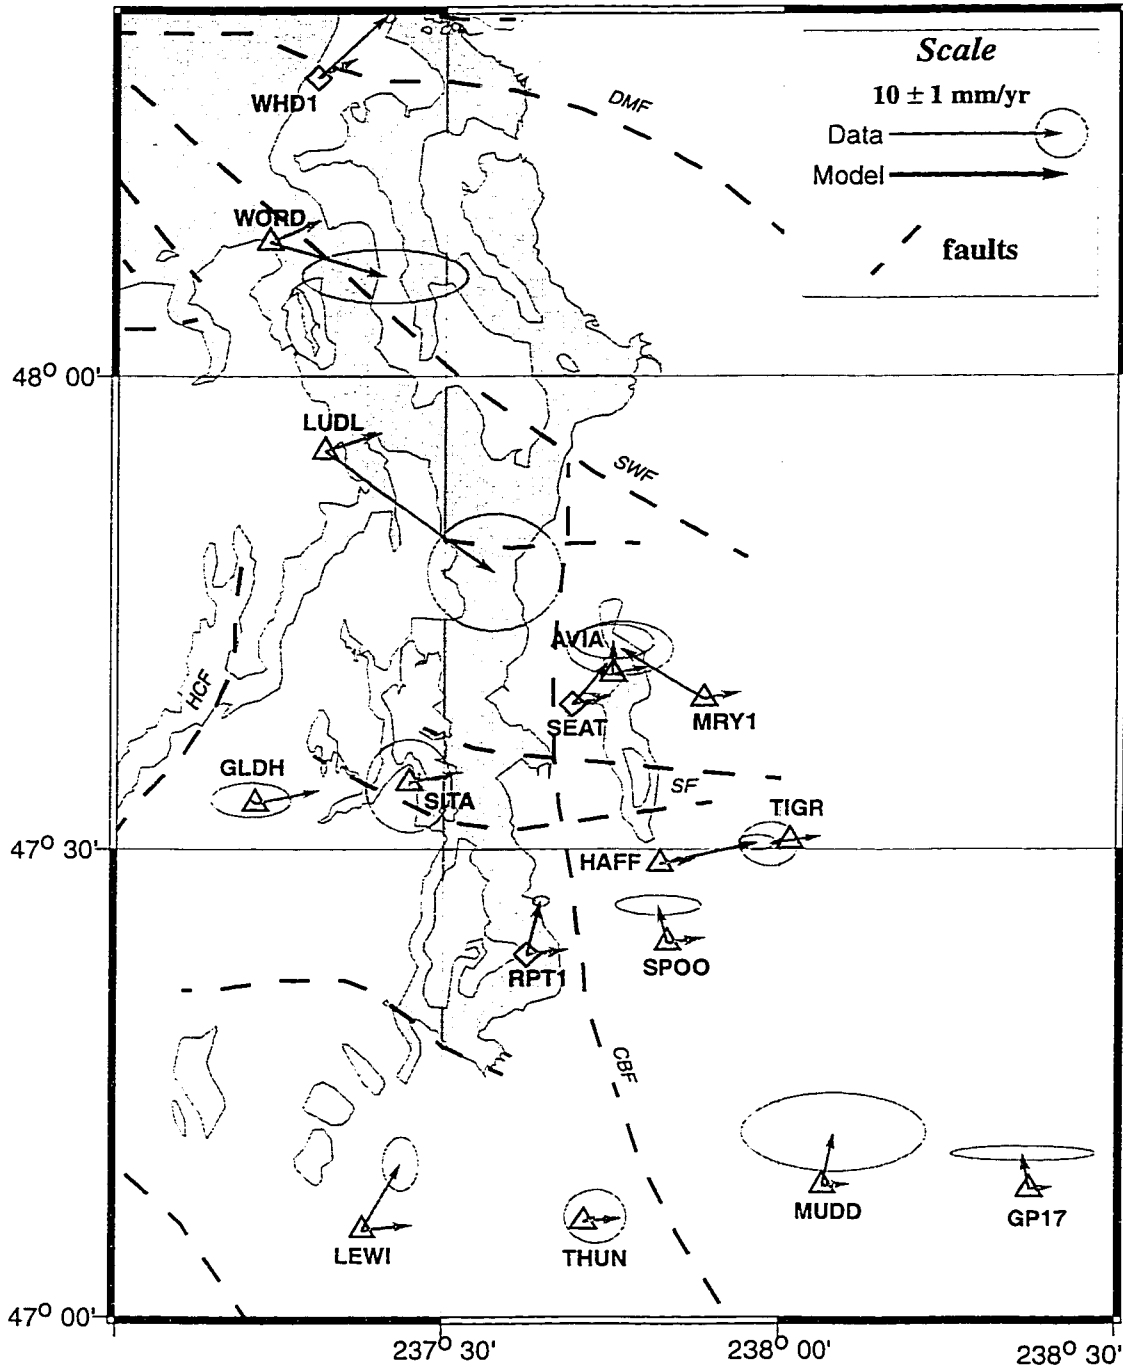 Scale
10 ± 1 mm/yr
Data
Model
faults
WHD1
DMF
WORD
48° 00'
LUDL
SWF
AVIA
HCF
SEAT
MRY1
GLDH
SITA
SF
TIGR
47° 30'
HAFF
RPT1
SPOO
CBF
MUDD
GP17
LEWI
THUN
47° 00'
237° 30'
238° 00'
238° 30'